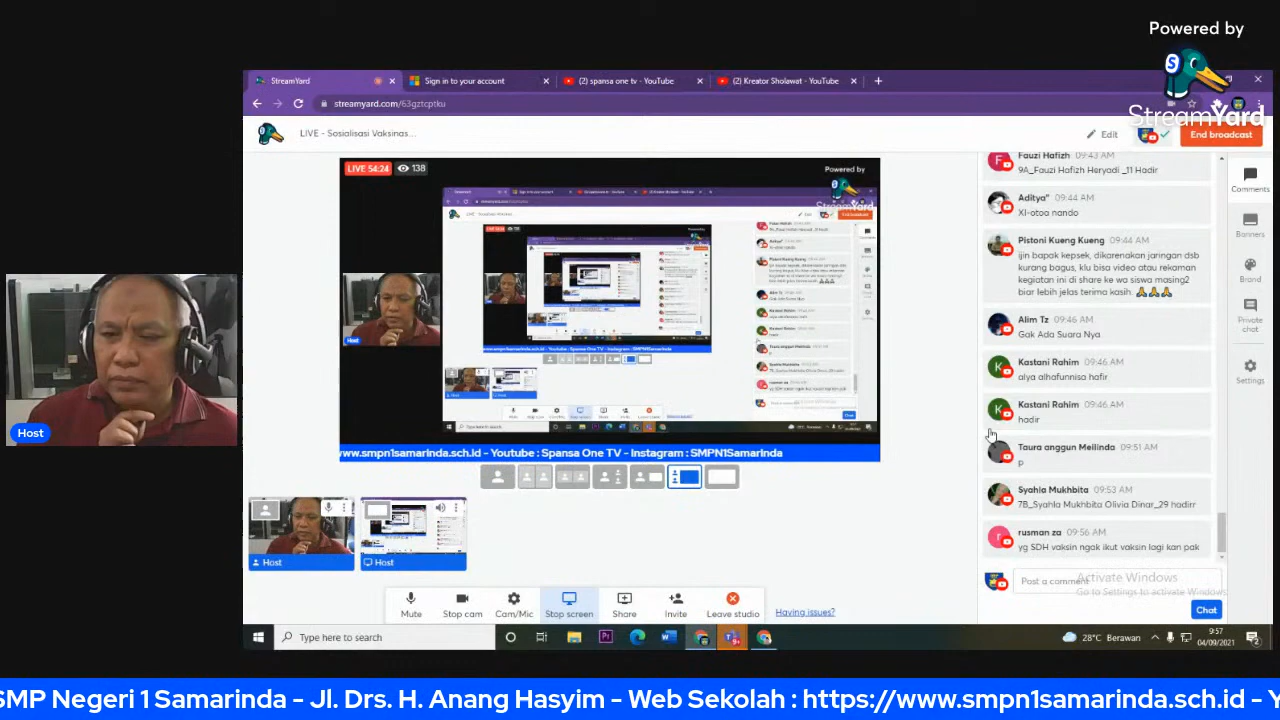 Powered by
StreamYard
StreamYard
Sign in to your account
(2) spansa one tv - YouTube
(2) Kreator Sholawat - YouTube
streamyard.com/63gztcptku
LIVE - Sosialisasi Vaksinas...
Edit
End broadcast
LIVE 54:24
138
Powered by
Host
www.smpn1samarinda.sch.id - Youtube : Spansa One TV - Instagram : SMPN1Samarinda
Fauzi Hafizh 09:43 AM
9A_Fauzi Hafizh Heryadi _11 Hadir
Aditya" 09:44 AM
XI-otoa nando
Pistoni Kueng Kueng 09:44 AM
ijin bapak kepsek, dikarenakan jaringan dsb
kurang bagus, klu bisa video atau rekaman
kegiatan ini di share ke wa siswa masing2
biar lebih jelas terima kasih. 🙏🙏🙏
Alim Tz 09:46 AM
Gak Ada Suara Nya
Kastani Rahim 09:46 AM
alya alhofunnisa hafir
Kastani Rahim 09:46 AM
hadir
Taura anggun Meilinda 09:51 AM
p
Syahla Mukhbita 09:53 AM
7B_Syahla Mukhbita Olivia Dinar_29 hadirr
rusman za 09:56 AM
yg SDH vaksin ngak ikut vaksin lagi kan pak
Post a comment
Activate Windows
Go to Settings to activate Windows.
Chat
Comments
Banners
Brand
Private
chat
Settings
Host
Host
Host
Mute
Stop cam
Cam/Mic
Stop screen
Share
Invite
Leave studio
Having issues?
Type here to search
28°C Berawan
9:57
04/09/2021
SMP Negeri 1 Samarinda - Jl. Drs. H. Anang Hasyim - Web Sekolah : https://www.smpn1samarinda.sch.id - Y